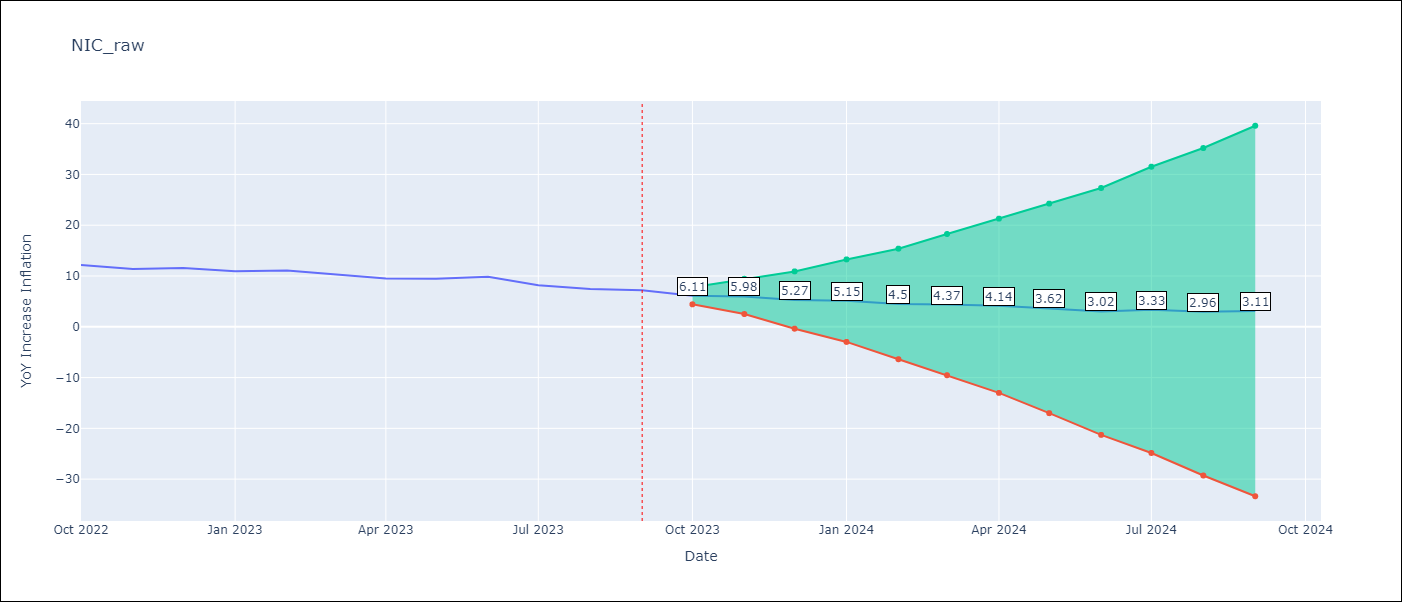 NIC_raw
YoY Increase Inflation
40
30
20
10
0
−10
−20
−30
6.11
5.98
5.27
5.15
4.5
4.37
4.14
3.62
3.02
3.33
2.96
3.11
Oct 2022
Jan 2023
Apr 2023
Jul 2023
Oct 2023
Jan 2024
Apr 2024
Jul 2024
Oct 2024
Date